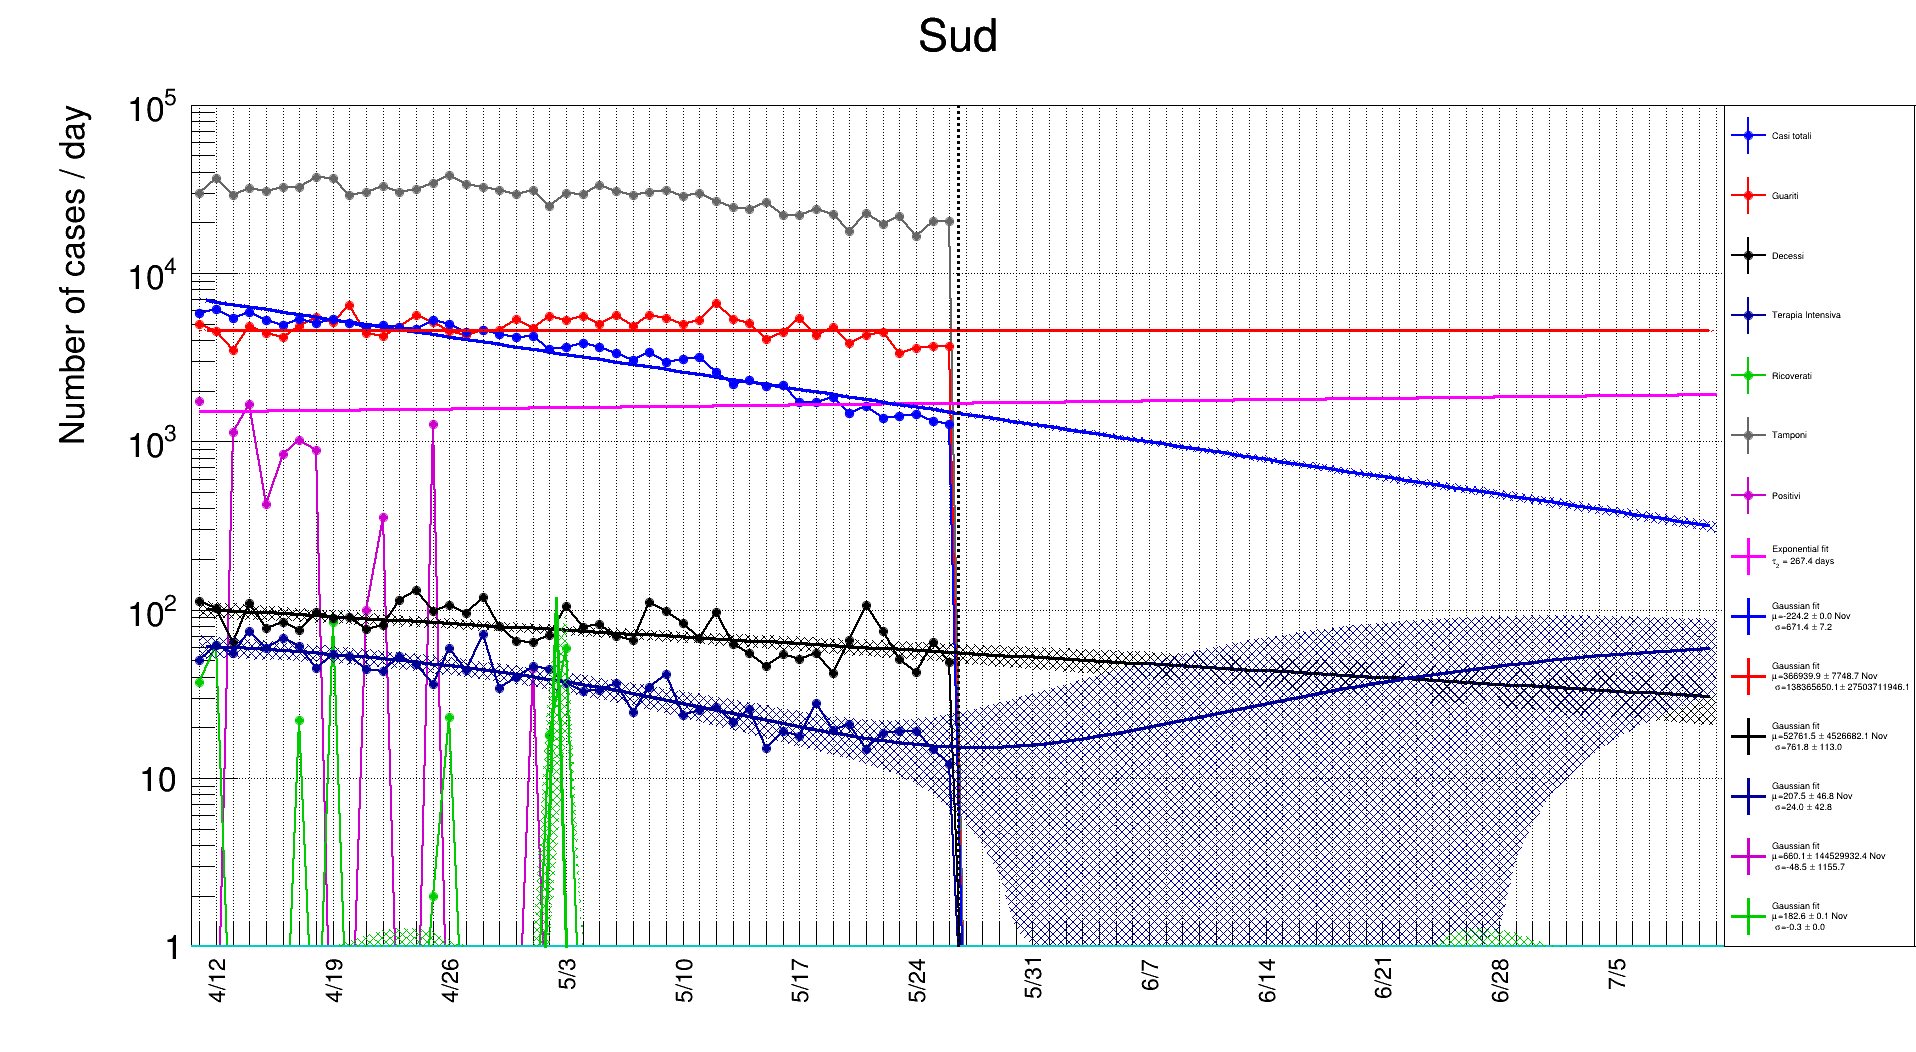 Sud
Number of cases / day
10^5
10^4
10^3
10^2
10
1
4/12
4/19
4/26
5/3
5/10
5/17
5/24
5/31
6/7
6/14
6/21
6/28
7/5
Casi totali
Guariti
Decessi
Terapia Intensiva
Ricoverati
Tamponi
Positivi
Exponential fit
τ_2 = 267.4 days
Gaussian fit
μ=-224.2 ± 0.0 Nov
σ=671.4 ± 7.2
Gaussian fit
μ=366939.9 ± 7748.7 Nov
σ=138365650.1 ± 27503711946.1
Gaussian fit
μ=52761.5 ± 4526682.1 Nov
σ=761.8 ± 113.0
Gaussian fit
μ=207.5 ± 46.8 Nov
σ=24.0 ± 42.8
Gaussian fit
μ=660.1 ± 144529932.4 Nov
σ=-48.5 ± 1155.7
Gaussian fit
μ=182.6 ± 0.1 Nov
σ=-0.3 ± 0.0